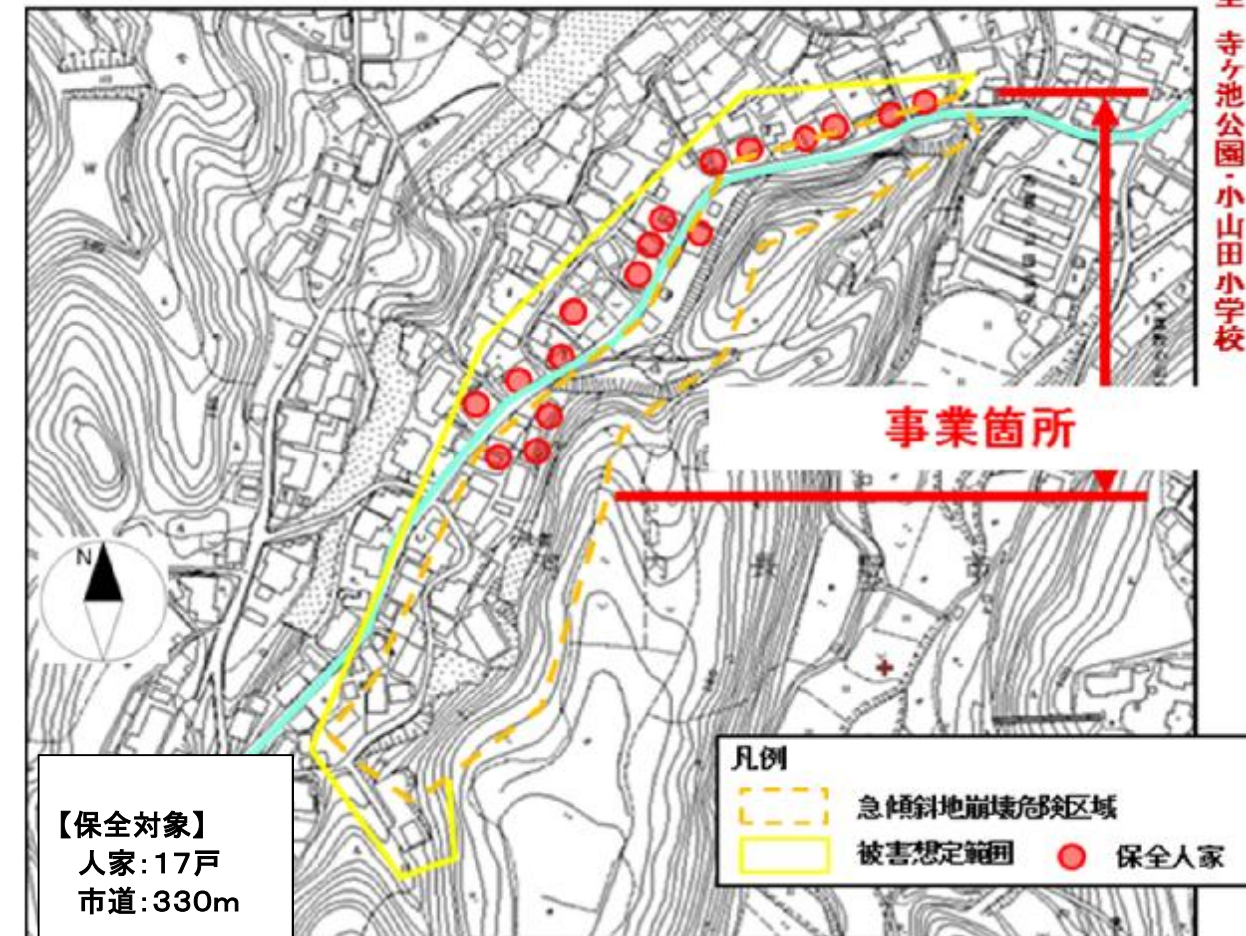 寺ヶ池公園・小山田小学校
事業箇所
N
W
凡例
急傾斜地崩壊危険区域
被害想定範囲
保全人家
【保全対象】
人家:17戸
市道:330m